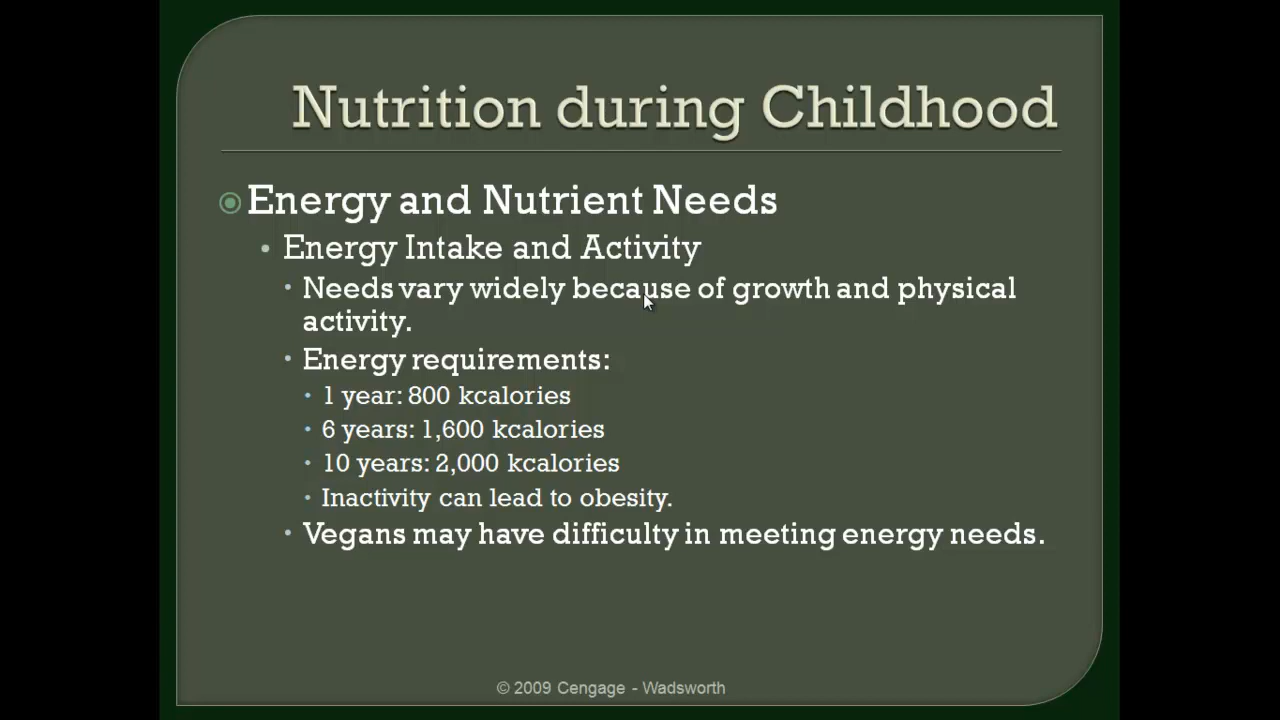 Nutrition during Childhood
Energy and Nutrient Needs
Energy Intake and Activity
Needs vary widely because of growth and physical
activity.
Energy requirements:
1 year: 800 kcalories
6 years: 1,600 kcalories
10 years: 2,000 kcalories
Inactivity can lead to obesity.
Vegans may have difficulty in meeting energy needs.
© 2009 Cengage - Wadsworth